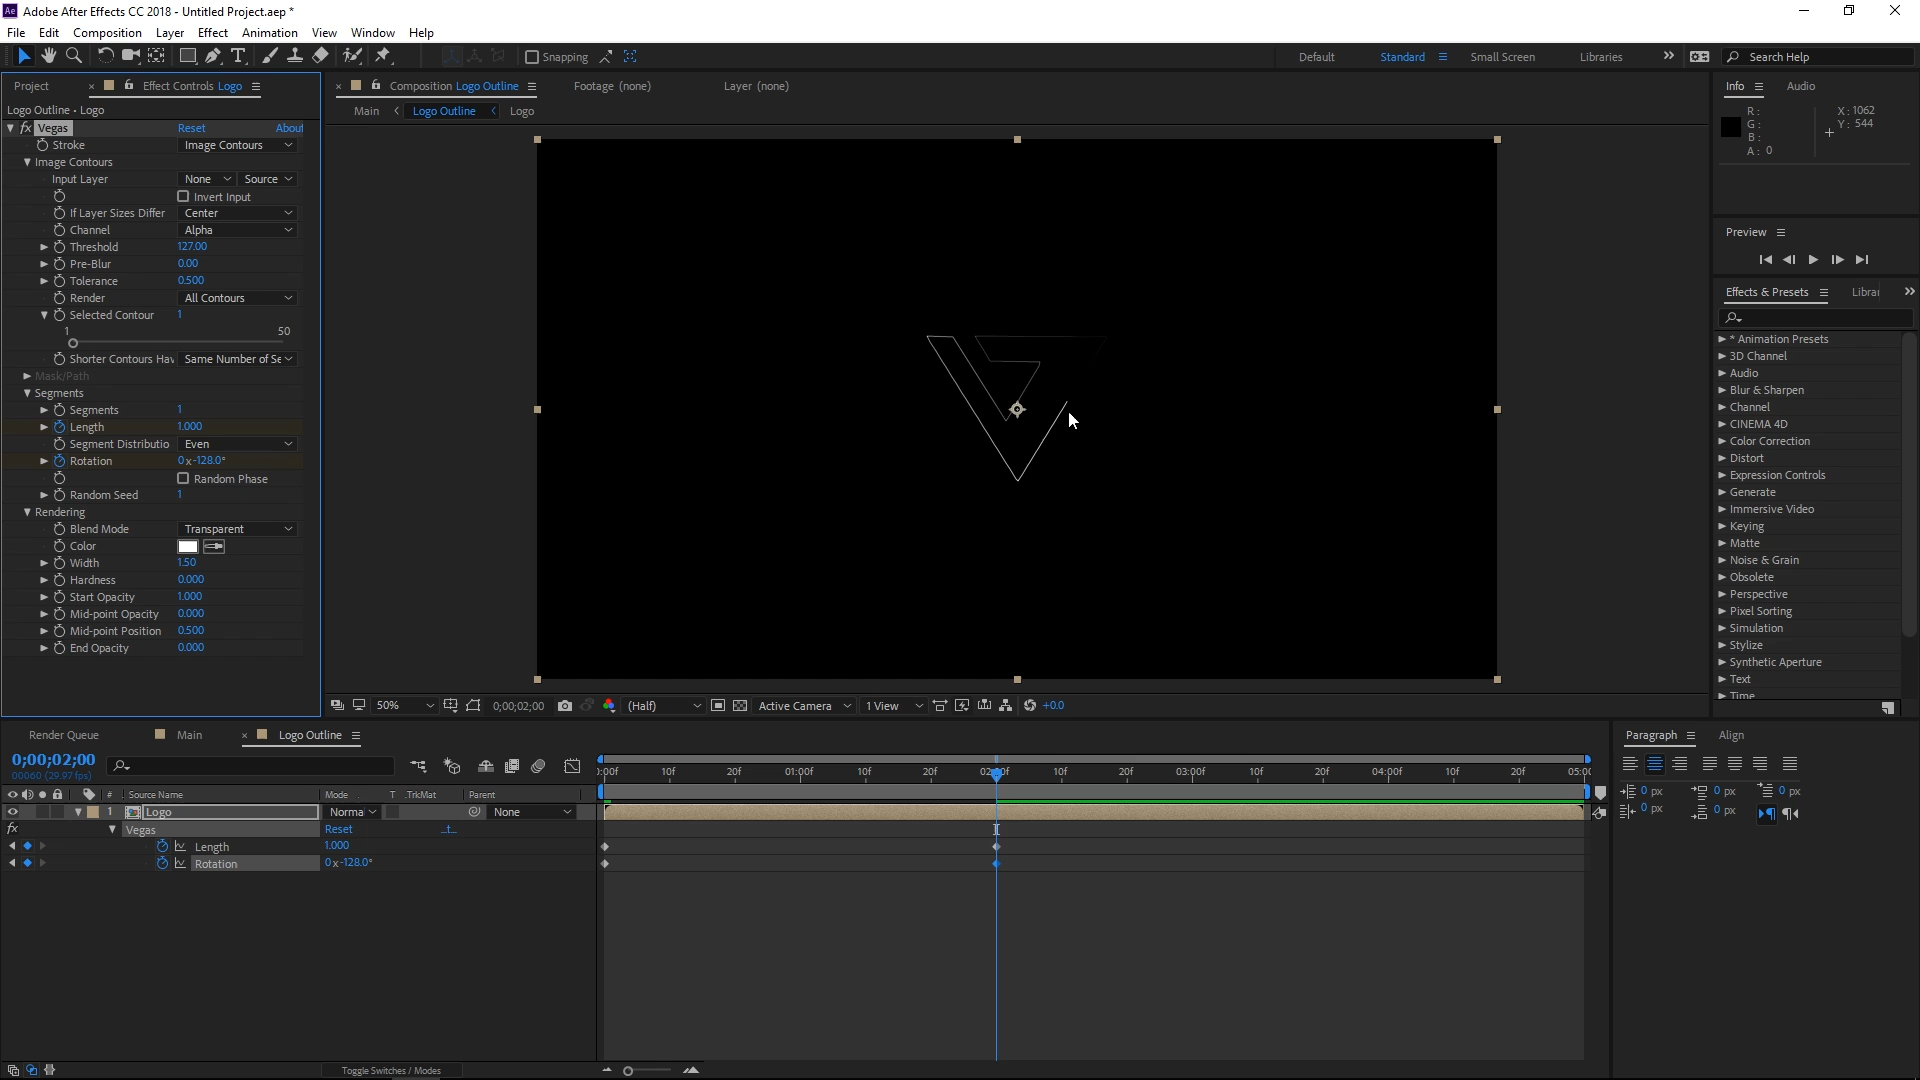 Ae Adobe After Effects CC 2018 - Untitled Project.aep *
File Edit Composition Layer Effect Animation View Window Help
Snapping Default Standard Small Screen Libraries Search Help
Project Effect Controls Logo
Composition Logo Outline Footage (none) Layer (none)
Info Audio
Logo Outline • Logo
Main Logo Outline Logo
R:
G:
B:
A: 0
X: 1062
Y: 544
fx Vegas Reset About
Stroke Image Contours
Image Contours
Input Layer None Source
Invert Input
If Layer Sizes Differ Center
Channel Alpha
Threshold 127.00
Pre-Blur 0.00
Tolerance 0.500
Render All Contours
Selected Contour 1
1 50
Shorter Contours Hav Same Number of Se
Mask/Path
Segments
Segments 1
Length 1.000
Segment Distributio Even
Rotation 0x-128.0°
Random Phase
Random Seed 1
Rendering
Blend Mode Transparent
Color
Width 1.50
Hardness 0.000
Start Opacity 1.000
Mid-point Opacity 0.000
Mid-point Position 0.500
End Opacity 0.000
Preview
Effects & Presets Librar
* Animation Presets
3D Channel
Audio
Blur & Sharpen
Channel
CINEMA 4D
Color Correction
Distort
Expression Controls
Generate
Immersive Video
Keying
Matte
Noise & Grain
Obsolete
Perspective
Pixel Sorting
Simulation
Stylize
Synthetic Aperture
Text
Time
50% 0;00;02;00 (Half) Active Camera 1 View +0.0
Render Queue Main Logo Outline
Paragraph Align
0;00;02;00
00060 (29.97 fps)
:00f 10f 20f 01:00f 10f 20f 02:00f 10f 20f 03:00f 10f 20f 04:00f 10f 20f 05:00
# Source Name Mode T .TrkMat Parent
1 Logo Norma None
fx Vegas Reset ...t...
Length 1.000
Rotation 0x-128.0°
0 px 0 px 0 px
0 px 0 px
Toggle Switches / Modes